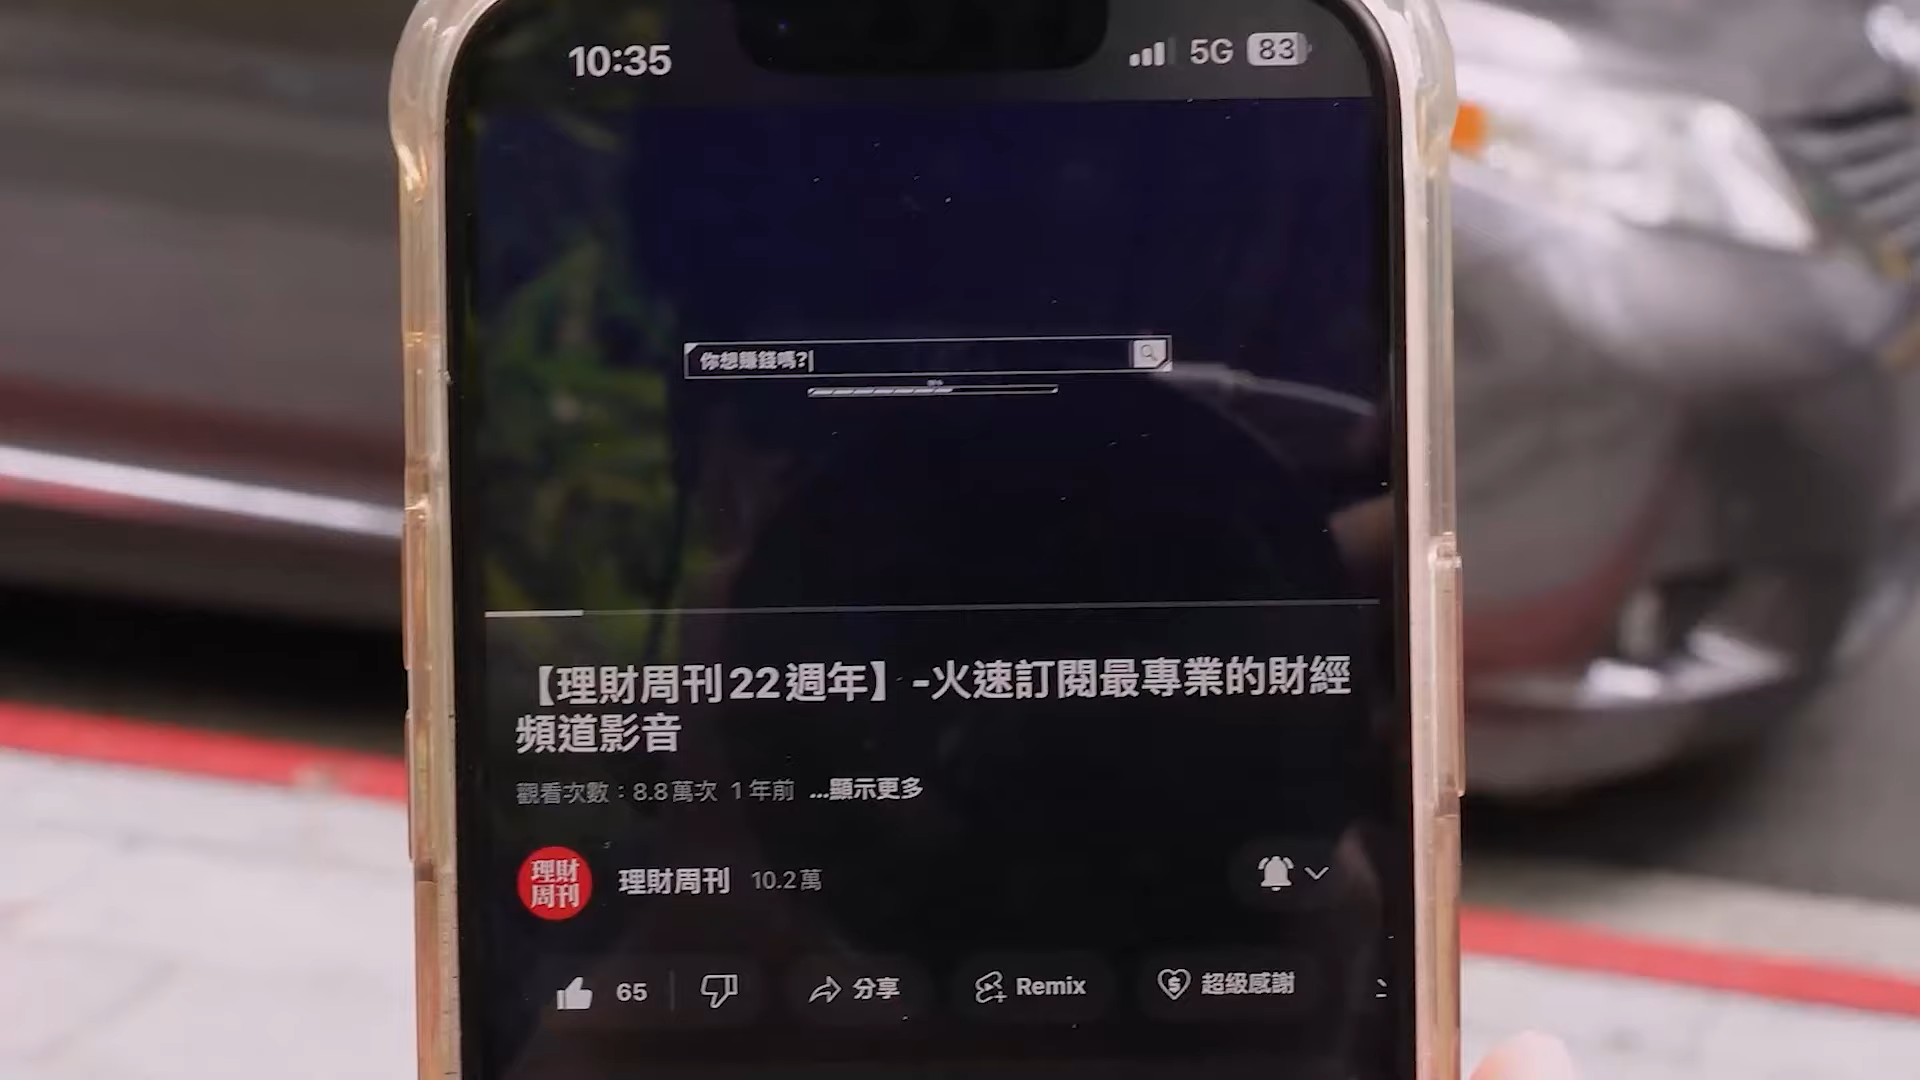 10:35
5G 83
你想賺錢嗎?
【理財周刊22週年】-火速訂閱最專業的財經
頻道影音
觀看次數：8.8萬次 1年前 ...顯示更多
理財
周刊
理財周刊 10.2萬
65
分享
Remix
超級感謝